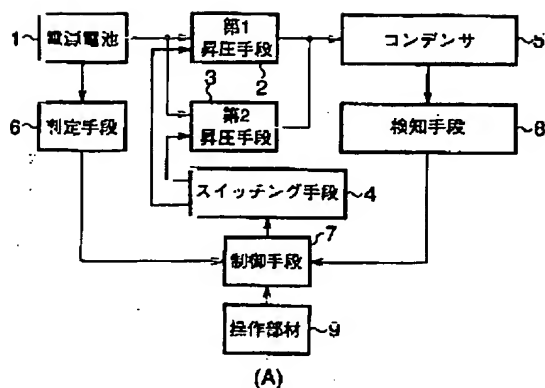 1
電源電池
第1
昇圧手段
2
コンデンサ
5
3
第2
昇圧手段
6
判定手段
検知手段
8
スイッチング手段
4
7
制御手段
操作部材
9
(A)